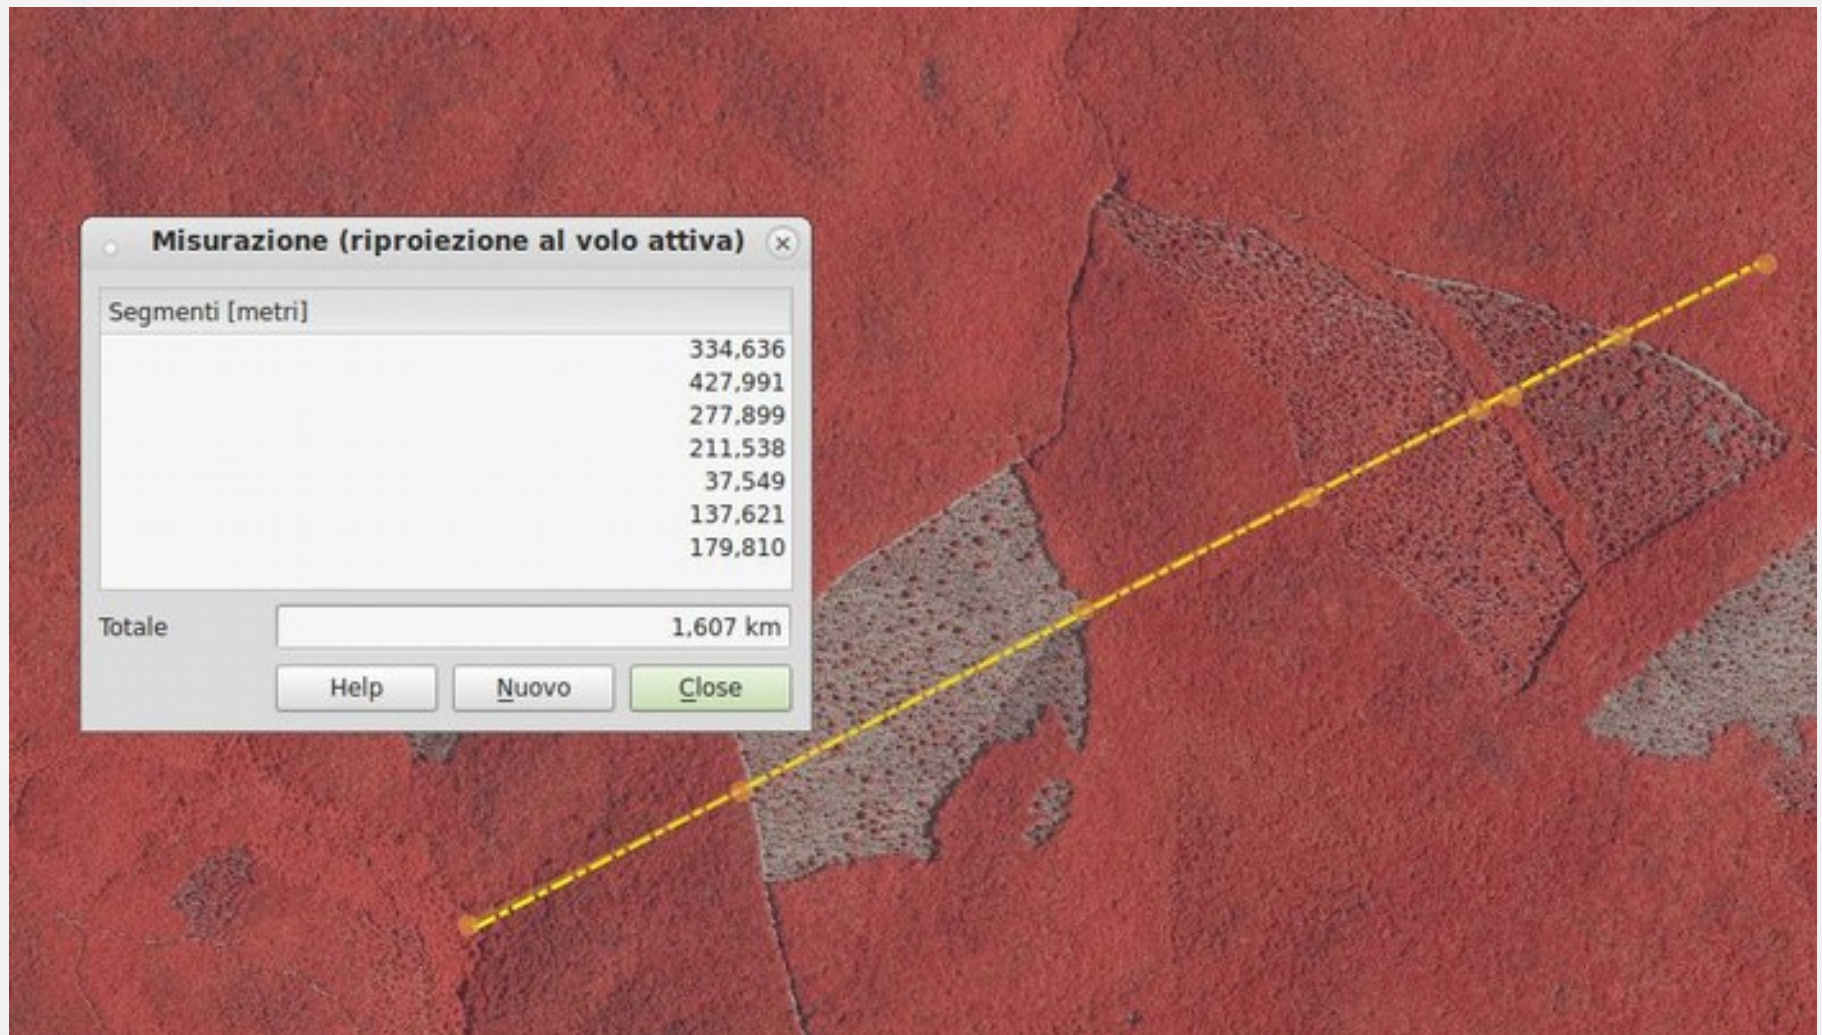 Misurazione (riproiezione al volo attiva)
Segmenti [metri]
334,636
427,991
277,899
211,538
37,549
137,621
179,810
Totale 1,607 km
Help Nuovo Close